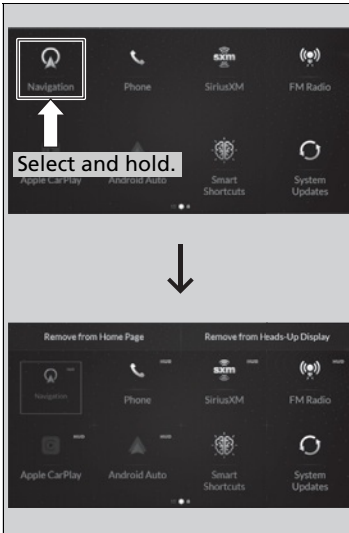 sxm
Navigation
Phone
SiriusXM
FM Radio
Select and hold.
Apple CarPlay
Android Auto
Smart
Shortcuts
System
Updates
Remove from Home Page
Remove from Heads-Up Display
sxm
Navigation
Phone
SiriusXM
FM Radio
Apple CarPlay
Android Auto
Smart
Shortcuts
System
Updates